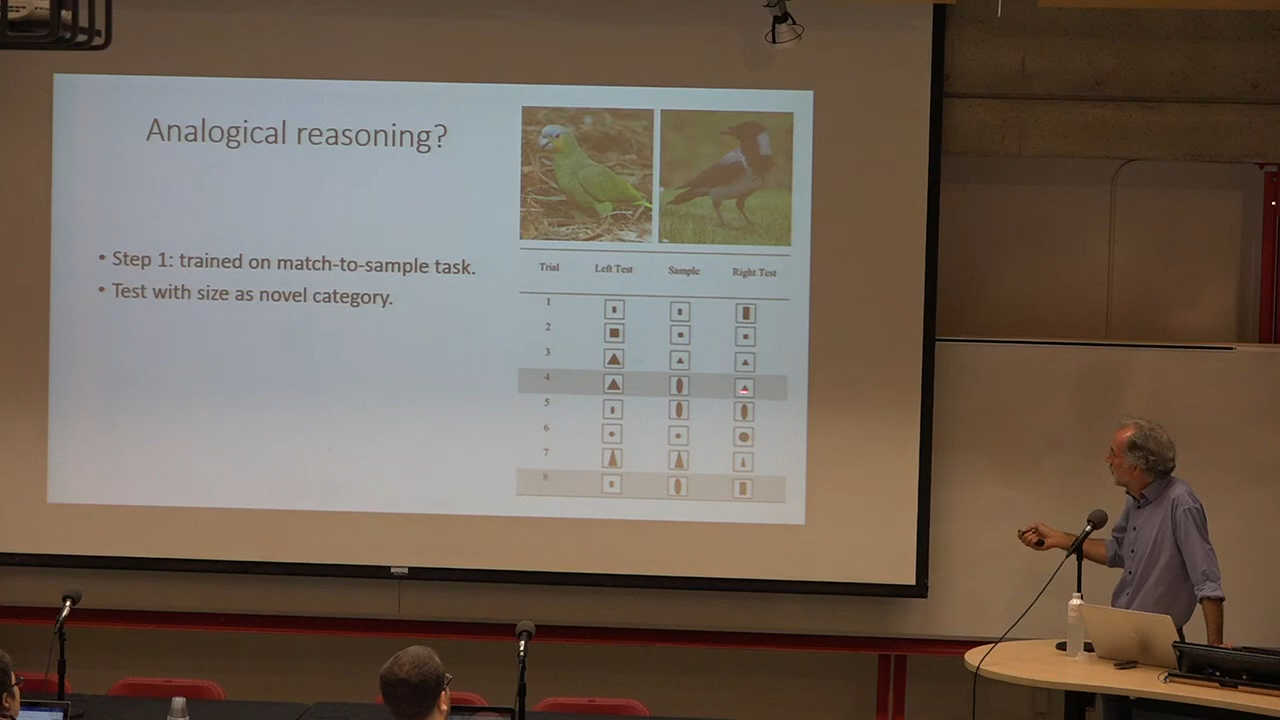 Analogical reasoning?
• Step 1: trained on match-to-sample task.
• Test with size as novel category.
Trial Left Test Sample Right Test
1
2
3
4
5
6
7
8